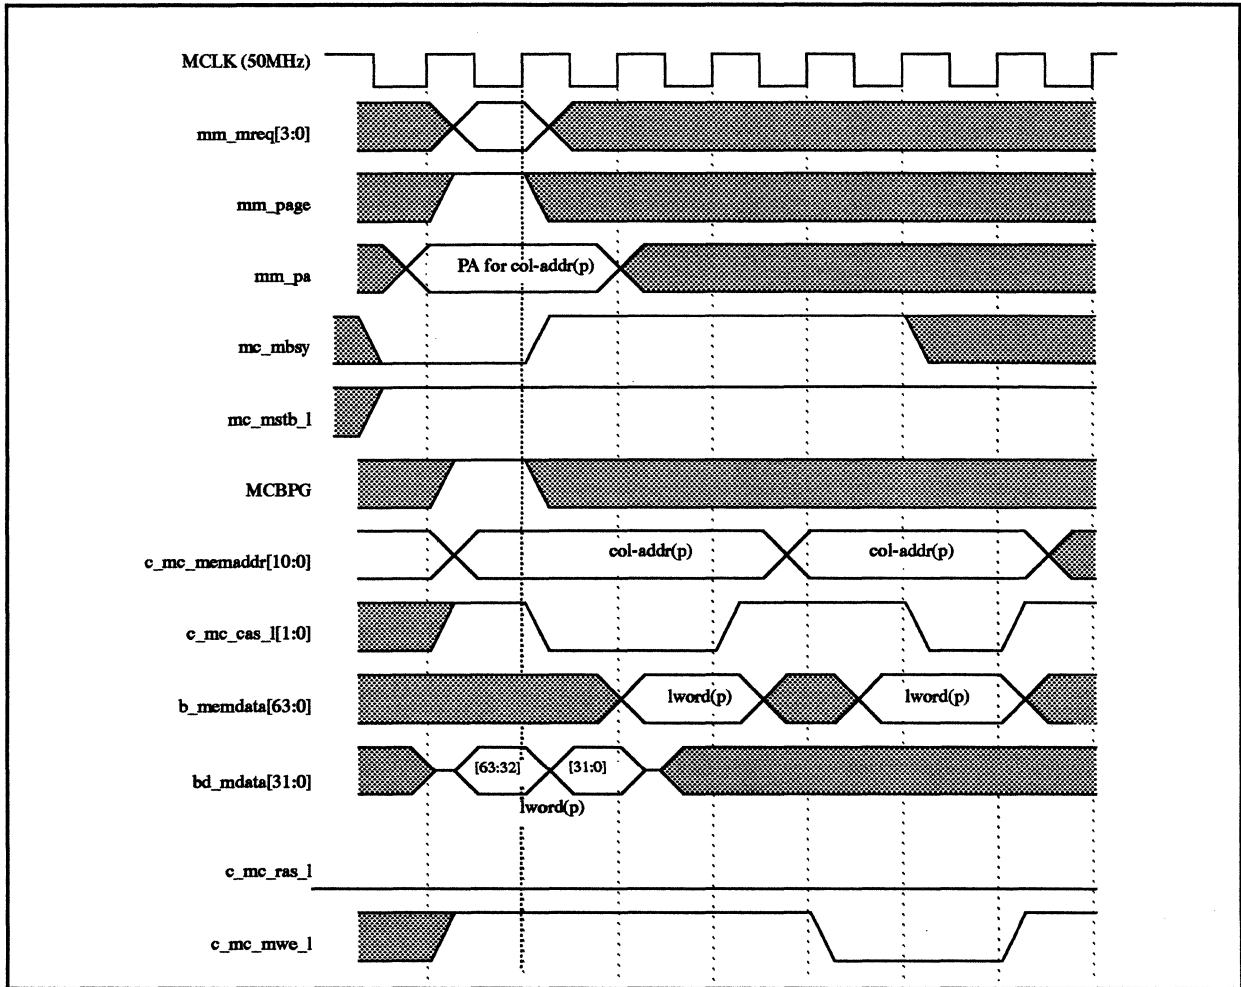 MCLK (50MHz)
mm_mreq[3:0]
mm_page
mm_pa
PA for col-addr(p)
mc_mbsy
mc_mstb_l
MCBPG
c_mc_memaddr[10:0]
col-addr(p)
col-addr(p)
c_mc_cas_l[1:0]
b_memdata[63:0]
lword(p)
lword(p)
bd_mdata[31:0]
[63:32]
[31:0]
lword(p)
c_mc_ras_l
c_mc_mwe_l